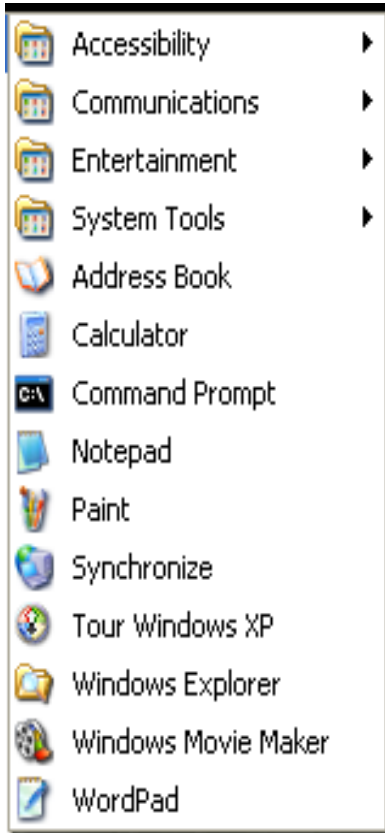 Accessibility
Communications
Entertainment
System Tools
Address Book
Calculator
C:\ Command Prompt
Notepad
Paint
Synchronize
Tour Windows XP
Windows Explorer
Windows Movie Maker
WordPad